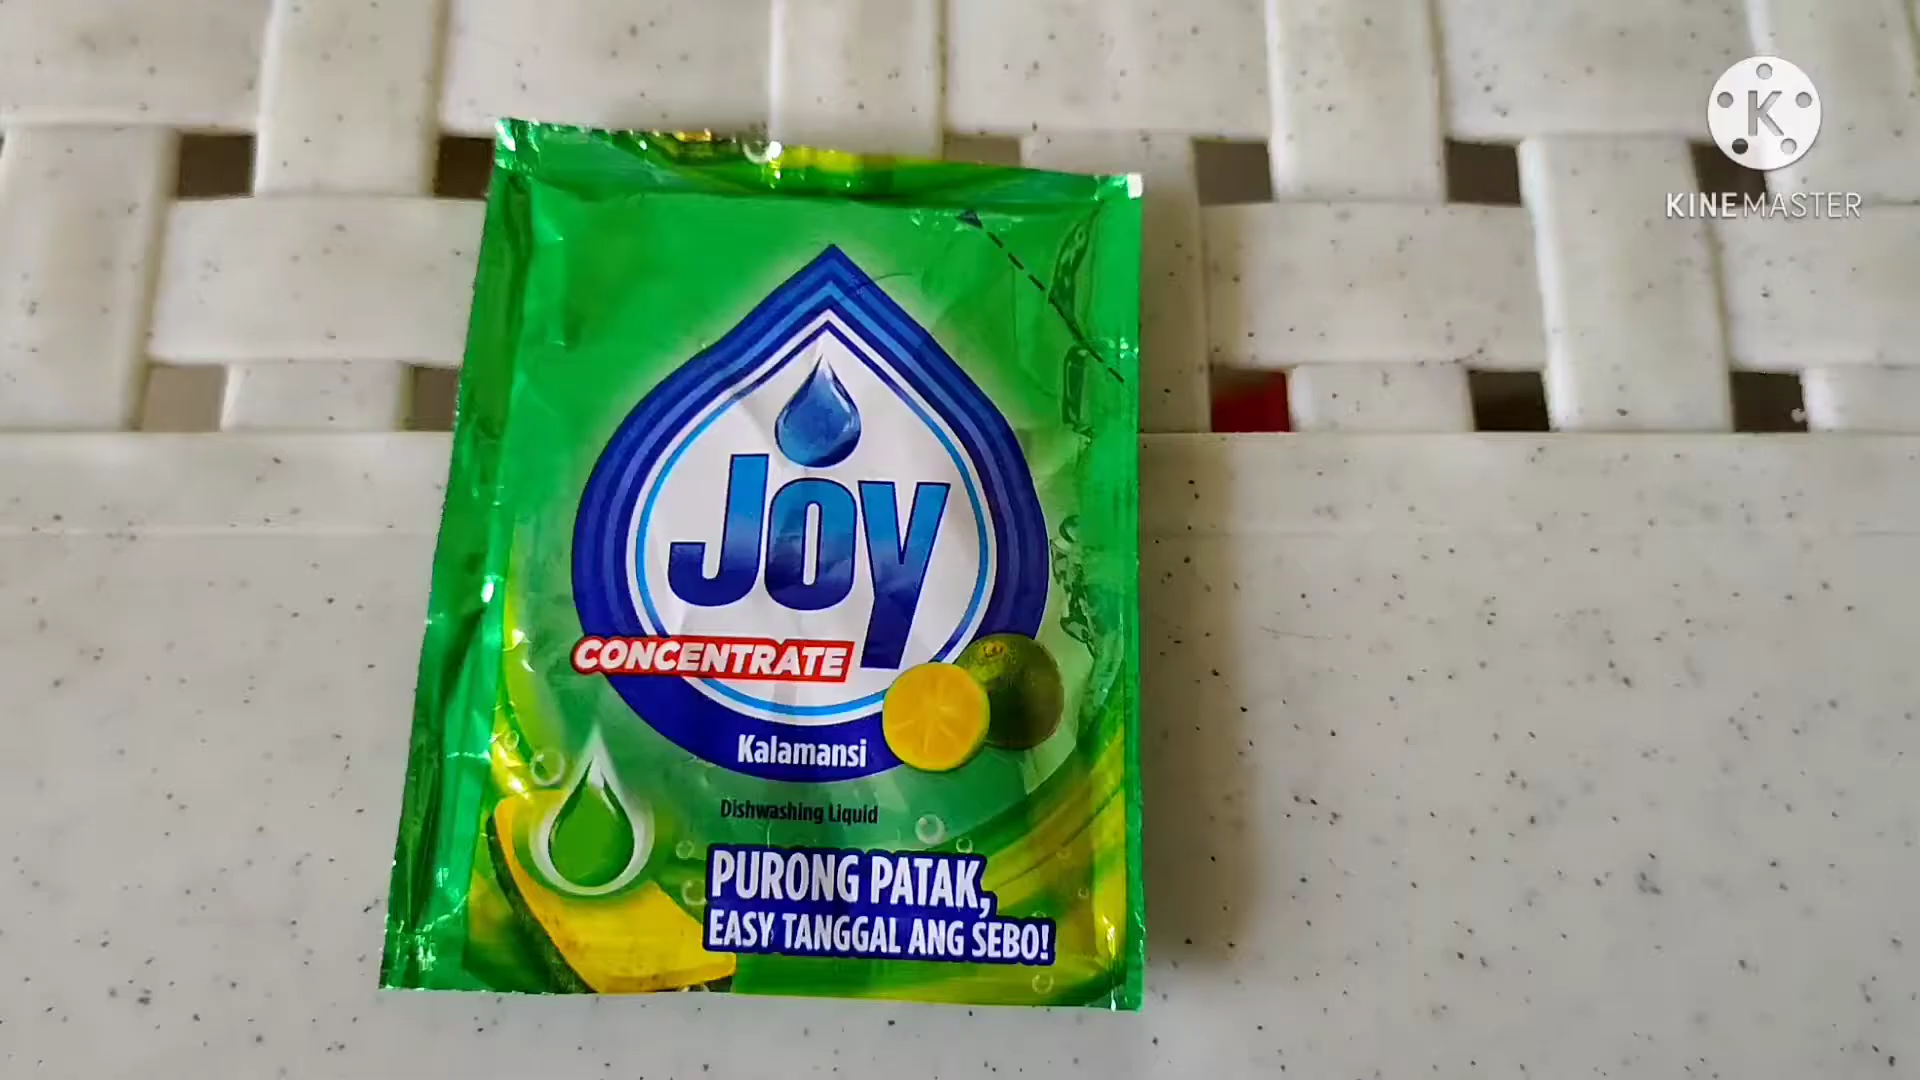 K
KINEMASTER
Joy
CONCENTRATE
Kalamansi
Dishwashing Liquid
PURONG PATAK,
EASY TANGGAL ANG SEBO!